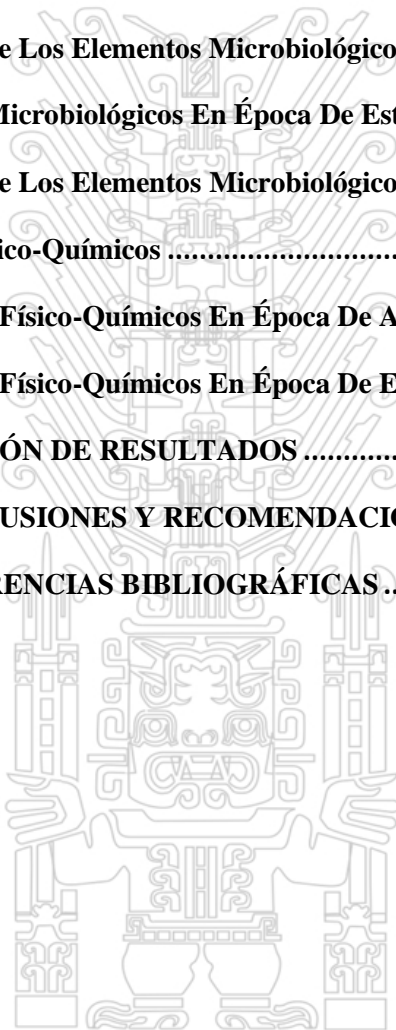 e Los Elementos Microbiológico
Microbiológicos En Época De Est
e Los Elementos Microbiológico
ico-Químicos ..............................
Físico-Químicos En Época De A
Físico-Químicos En Época De E
IÓN DE RESULTADOS ..............
USIONES Y RECOMENDACIO
RENCIAS BIBLIOGRÁFICAS ..